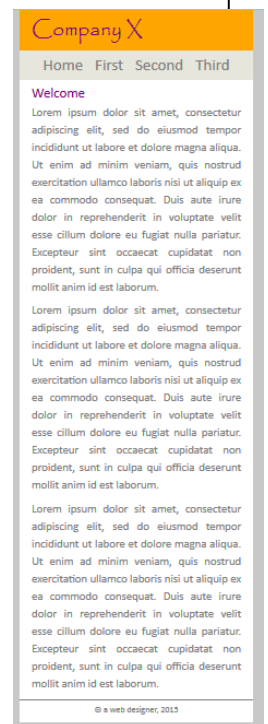 Company X
Home First Second Third
Welcome
Lorem ipsum dolor sit amet, consectetur
adipiscing elit, sed do eiusmod tempor
incididunt ut labore et dolore magna aliqua.
Ut enim ad minim veniam, quis nostrud
exercitation ullamco laboris nisi ut aliquip ex
ea commodo consequat. Duis aute irure
dolor in reprehenderit in voluptate velit
esse cillum dolore eu fugiat nulla pariatur.
Excepteur sint occaecat cupidatat non
proident, sunt in culpa qui officia deserunt
mollit anim id est laborum.
Lorem ipsum dolor sit amet, consectetur
adipiscing elit, sed do eiusmod tempor
incididunt ut labore et dolore magna aliqua.
Ut enim ad minim veniam, quis nostrud
exercitation ullamco laboris nisi ut aliquip ex
ea commodo consequat. Duis aute irure
dolor in reprehenderit in voluptate velit
esse cillum dolore eu fugiat nulla pariatur.
Excepteur sint occaecat cupidatat non
proident, sunt in culpa qui officia deserunt
mollit anim id est laborum.
Lorem ipsum dolor sit amet, consectetur
adipiscing elit, sed do eiusmod tempor
incididunt ut labore et dolore magna aliqua.
Ut enim ad minim veniam, quis nostrud
exercitation ullamco laboris nisi ut aliquip ex
ea commodo consequat. Duis aute irure
dolor in reprehenderit in voluptate velit
esse cillum dolore eu fugiat nulla pariatur.
Excepteur sint occaecat cupidatat non
proident, sunt in culpa qui officia deserunt
mollit anim id est laborum.
© a web designer, 2015